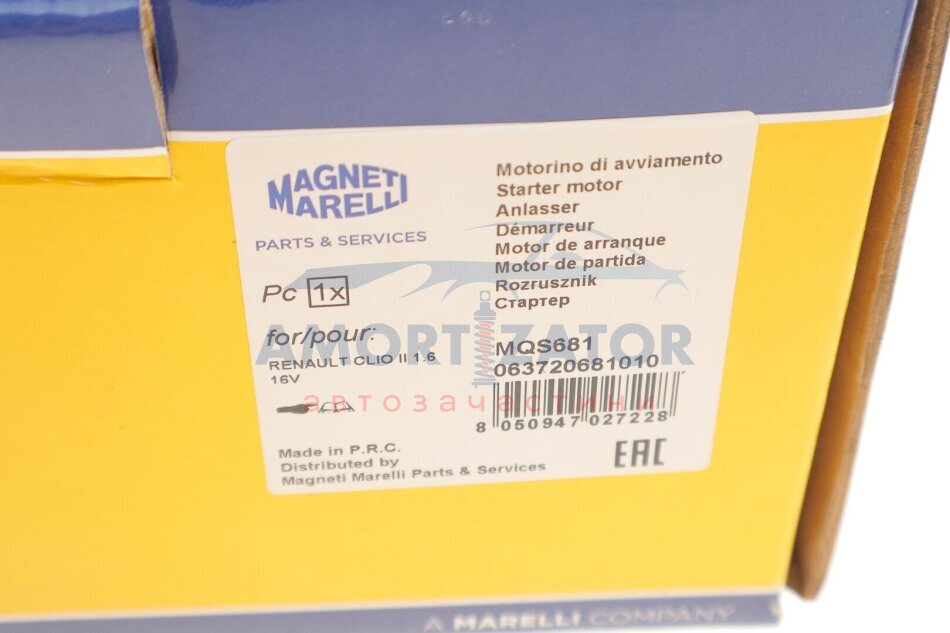 MAGNETI
MARELLI
PARTS & SERVICES
Pc 1x
for/pour:
RENAULT CLIO II 1.6
16V
Motorino di avviamento
Starter motor
Anlasser
Démarreur
Motor de arranque
Motor de partida
Rozrusznik
Стартер
MQS681
063720681010
8 050947 027228
Made in P.R.C.
Distributed by
Magneti Marelli Parts & Services
EAC
AMORTIZATOR
автозачастини
A MARELLI COMPANY